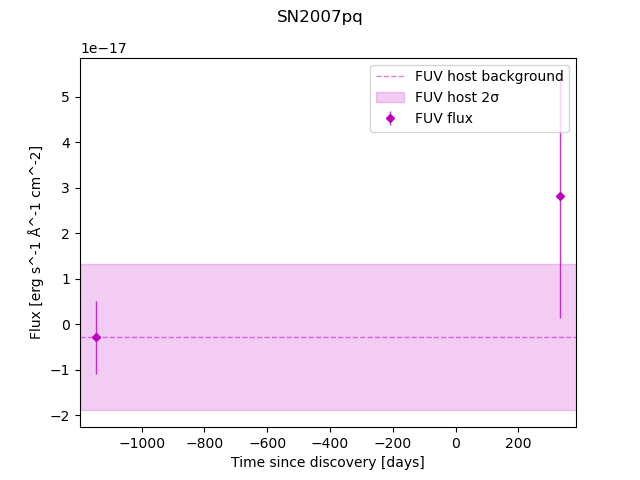 SN2007pq
1e−17
FUV host background
FUV host 2σ
FUV flux
5
4
3
2
1
0
−1
−2
Flux [erg s^-1 Å^-1 cm^-2]
−1000 −800 −600 −400 −200 0 200
Time since discovery [days]